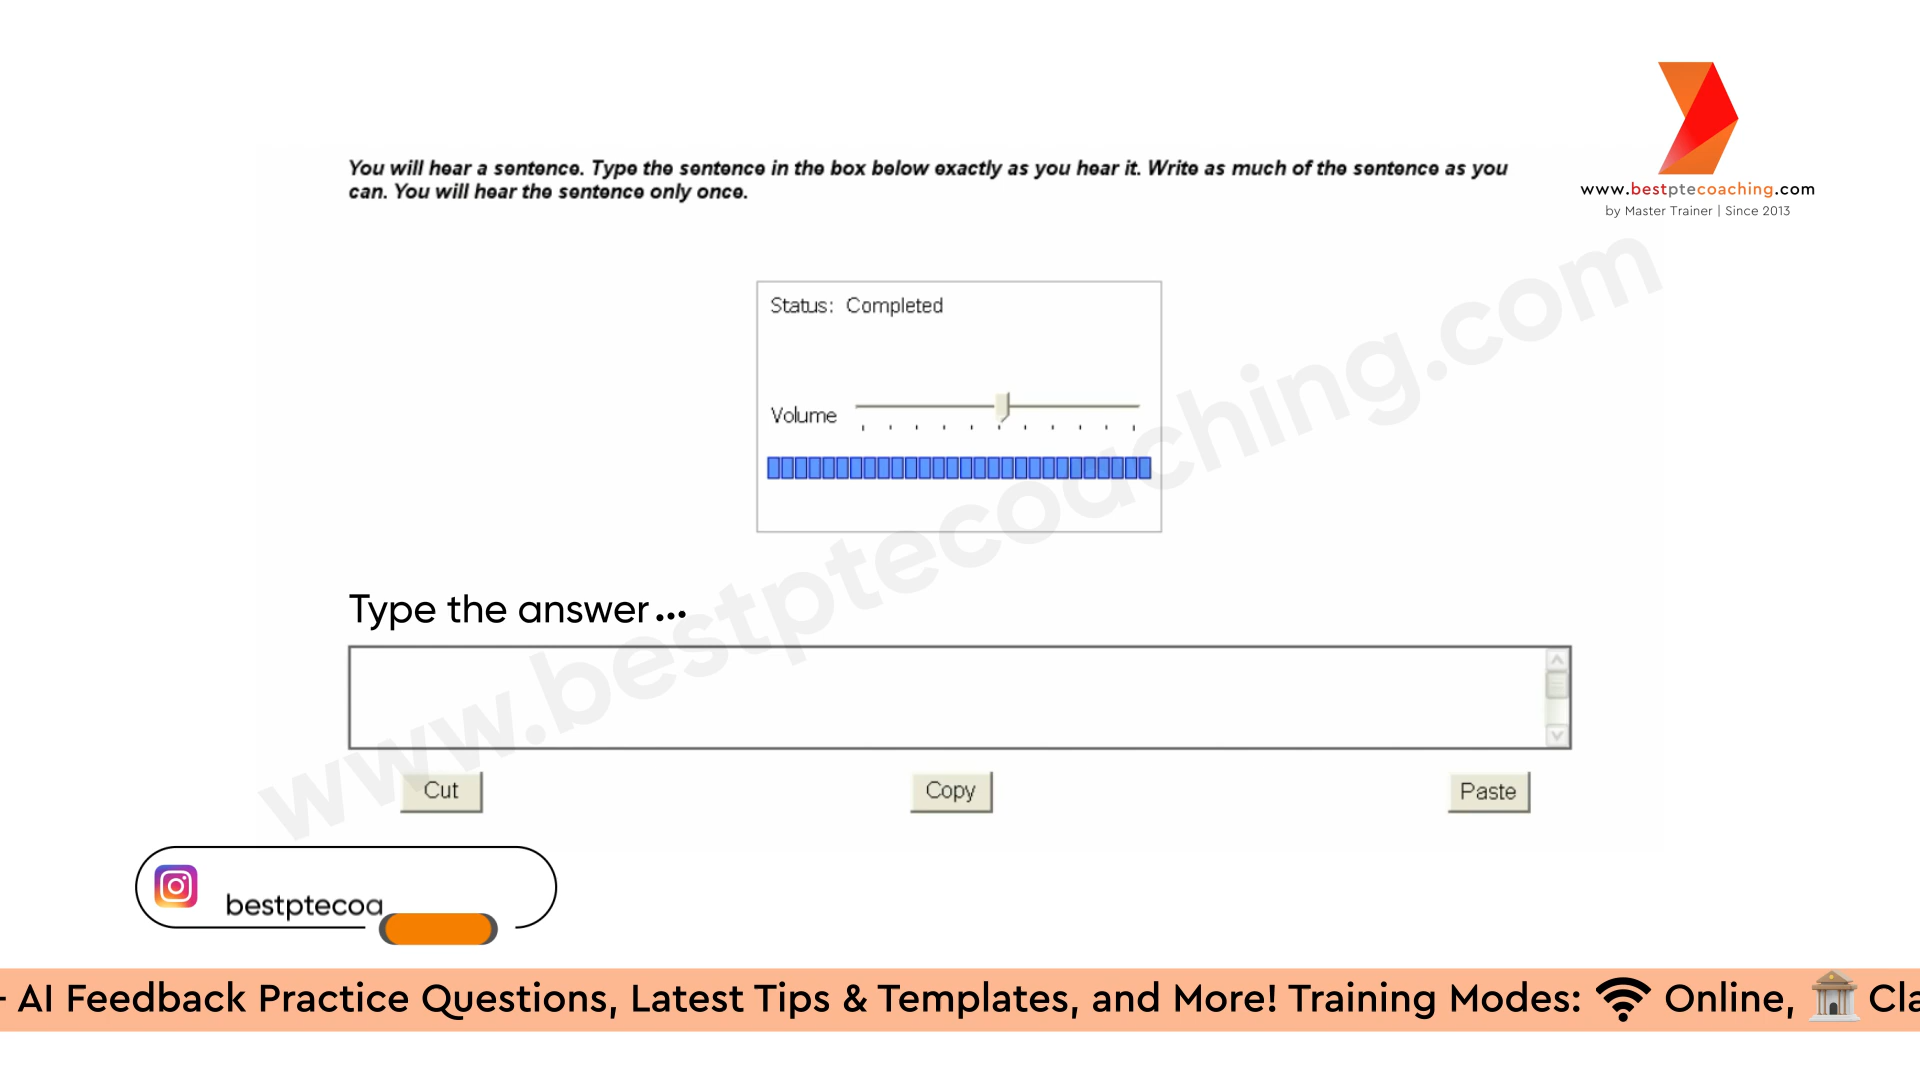 You will hear a sentence. Type the sentence in the box below exactly as you hear it. Write as much of the sentence as you
can. You will hear the sentence only once.
www.bestptecoaching.com
by Master Trainer | Since 2013
Status: Completed
Volume
www.bestptecoaching.com
Type the answer...
Cut
Copy
Paste
bestptecoa
AI Feedback Practice Questions, Latest Tips & Templates, and More! Training Modes: Online, Cla